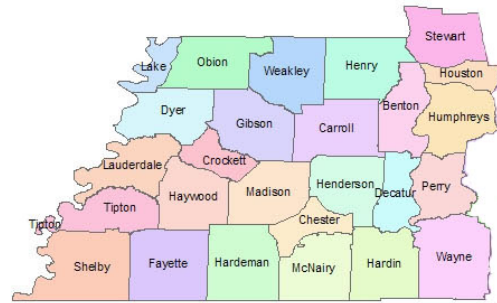 Stewart
Lake
Obion
Weakley
Henry
Houston
Dyer
Gibson
Carroll
Benton
Humphreys
Lauderdale
Crockett
Haywood
Madison
Henderson
Decatur
Perry
Tipton
Tipton
Chester
Shelby
Fayette
Hardeman
McNairy
Hardin
Wayne